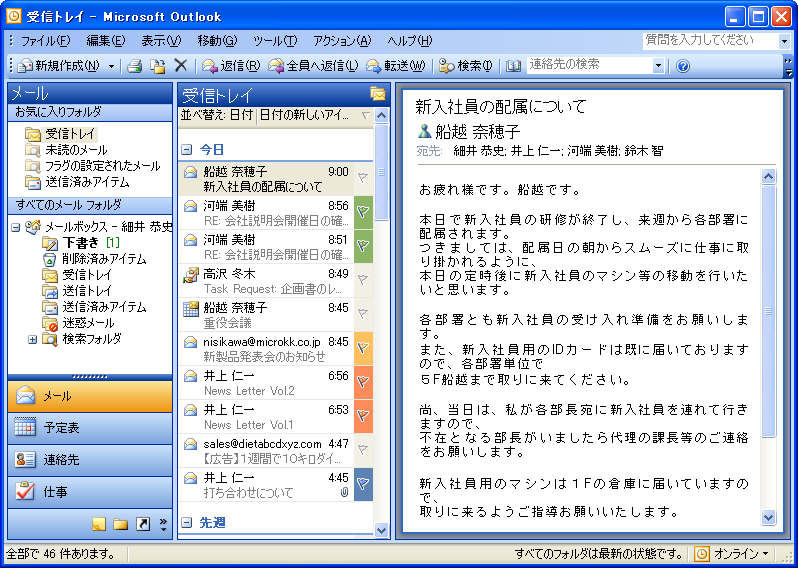 受信トレイ - Microsoft Outlook
ファイル(F) 編集(E) 表示(V) 移動(G) ツール(T) アクション(A) ヘルプ(H) 質問を入力してください
新規作成(N) 返信(R) 全員へ返信(L) 転送(W) 検索(I) 連絡先の検索
メール
お気に入りフォルダ
受信トレイ
未読のメール
フラグの設定されたメール
送信済みアイテム
すべてのメール フォルダ
メールボックス - 細井 恭史
下書き [1]
削除済みアイテム
受信トレイ
送信トレイ
送信済みアイテム
迷惑メール
検索フォルダ
メール
予定表
連絡先
仕事
受信トレイ
並べ替え: 日付 日付の新しいアイ...
今日
船越 奈穂子 9:00
新入社員の配属について
河端 美樹 8:56
RE: 会社説明会開催日の確...
河端 美樹 8:51
RE: 会社説明会開催日の確...
高沢 冬木 8:49
Task Request: 企画書のレ...
船越 奈穂子 8:45
重役会議
nisikawa@microkk.co.jp 8:45
新製品発表会のお知らせ
井上 仁一 6:56
News Letter Vol.2
井上 仁一 6:53
News Letter Vol.1
sales@dietabcdxyz.com 4:47
【広告】1週間で10キロダイ...
井上 仁一 4:45
打ち合わせについて
先週
新入社員の配属について
船越 奈穂子
宛先: 細井 恭史; 井上 仁一; 河端 美樹; 鈴木 智
お疲れ様です。船越です。
本日で新入社員の研修が終了し、来週から各部署に
配属されます。
つきましては、配属日の朝からスムーズに仕事に取
り掛かれるように、
本日の定時後に新入社員のマシン等の移動を行いた
いと思います。
各部署とも新入社員の受け入れ準備をお願いしま
す。
また、新入社員用のIDカードは既に届いております
ので、各部署単位で
５F船越まで取りに来てください。
尚、当日は、私が各部長宛に新入社員を連れて行き
ますので、
不在となる部長がいましたら代理の課長等のご連絡
をお願いします。
新入社員用のマシンは１Fの倉庫に届いていますの
で、
取りに来るようご指導お願いいたします。
全部で 46 件あります。 すべてのフォルダは最新の状態です。 オンライン